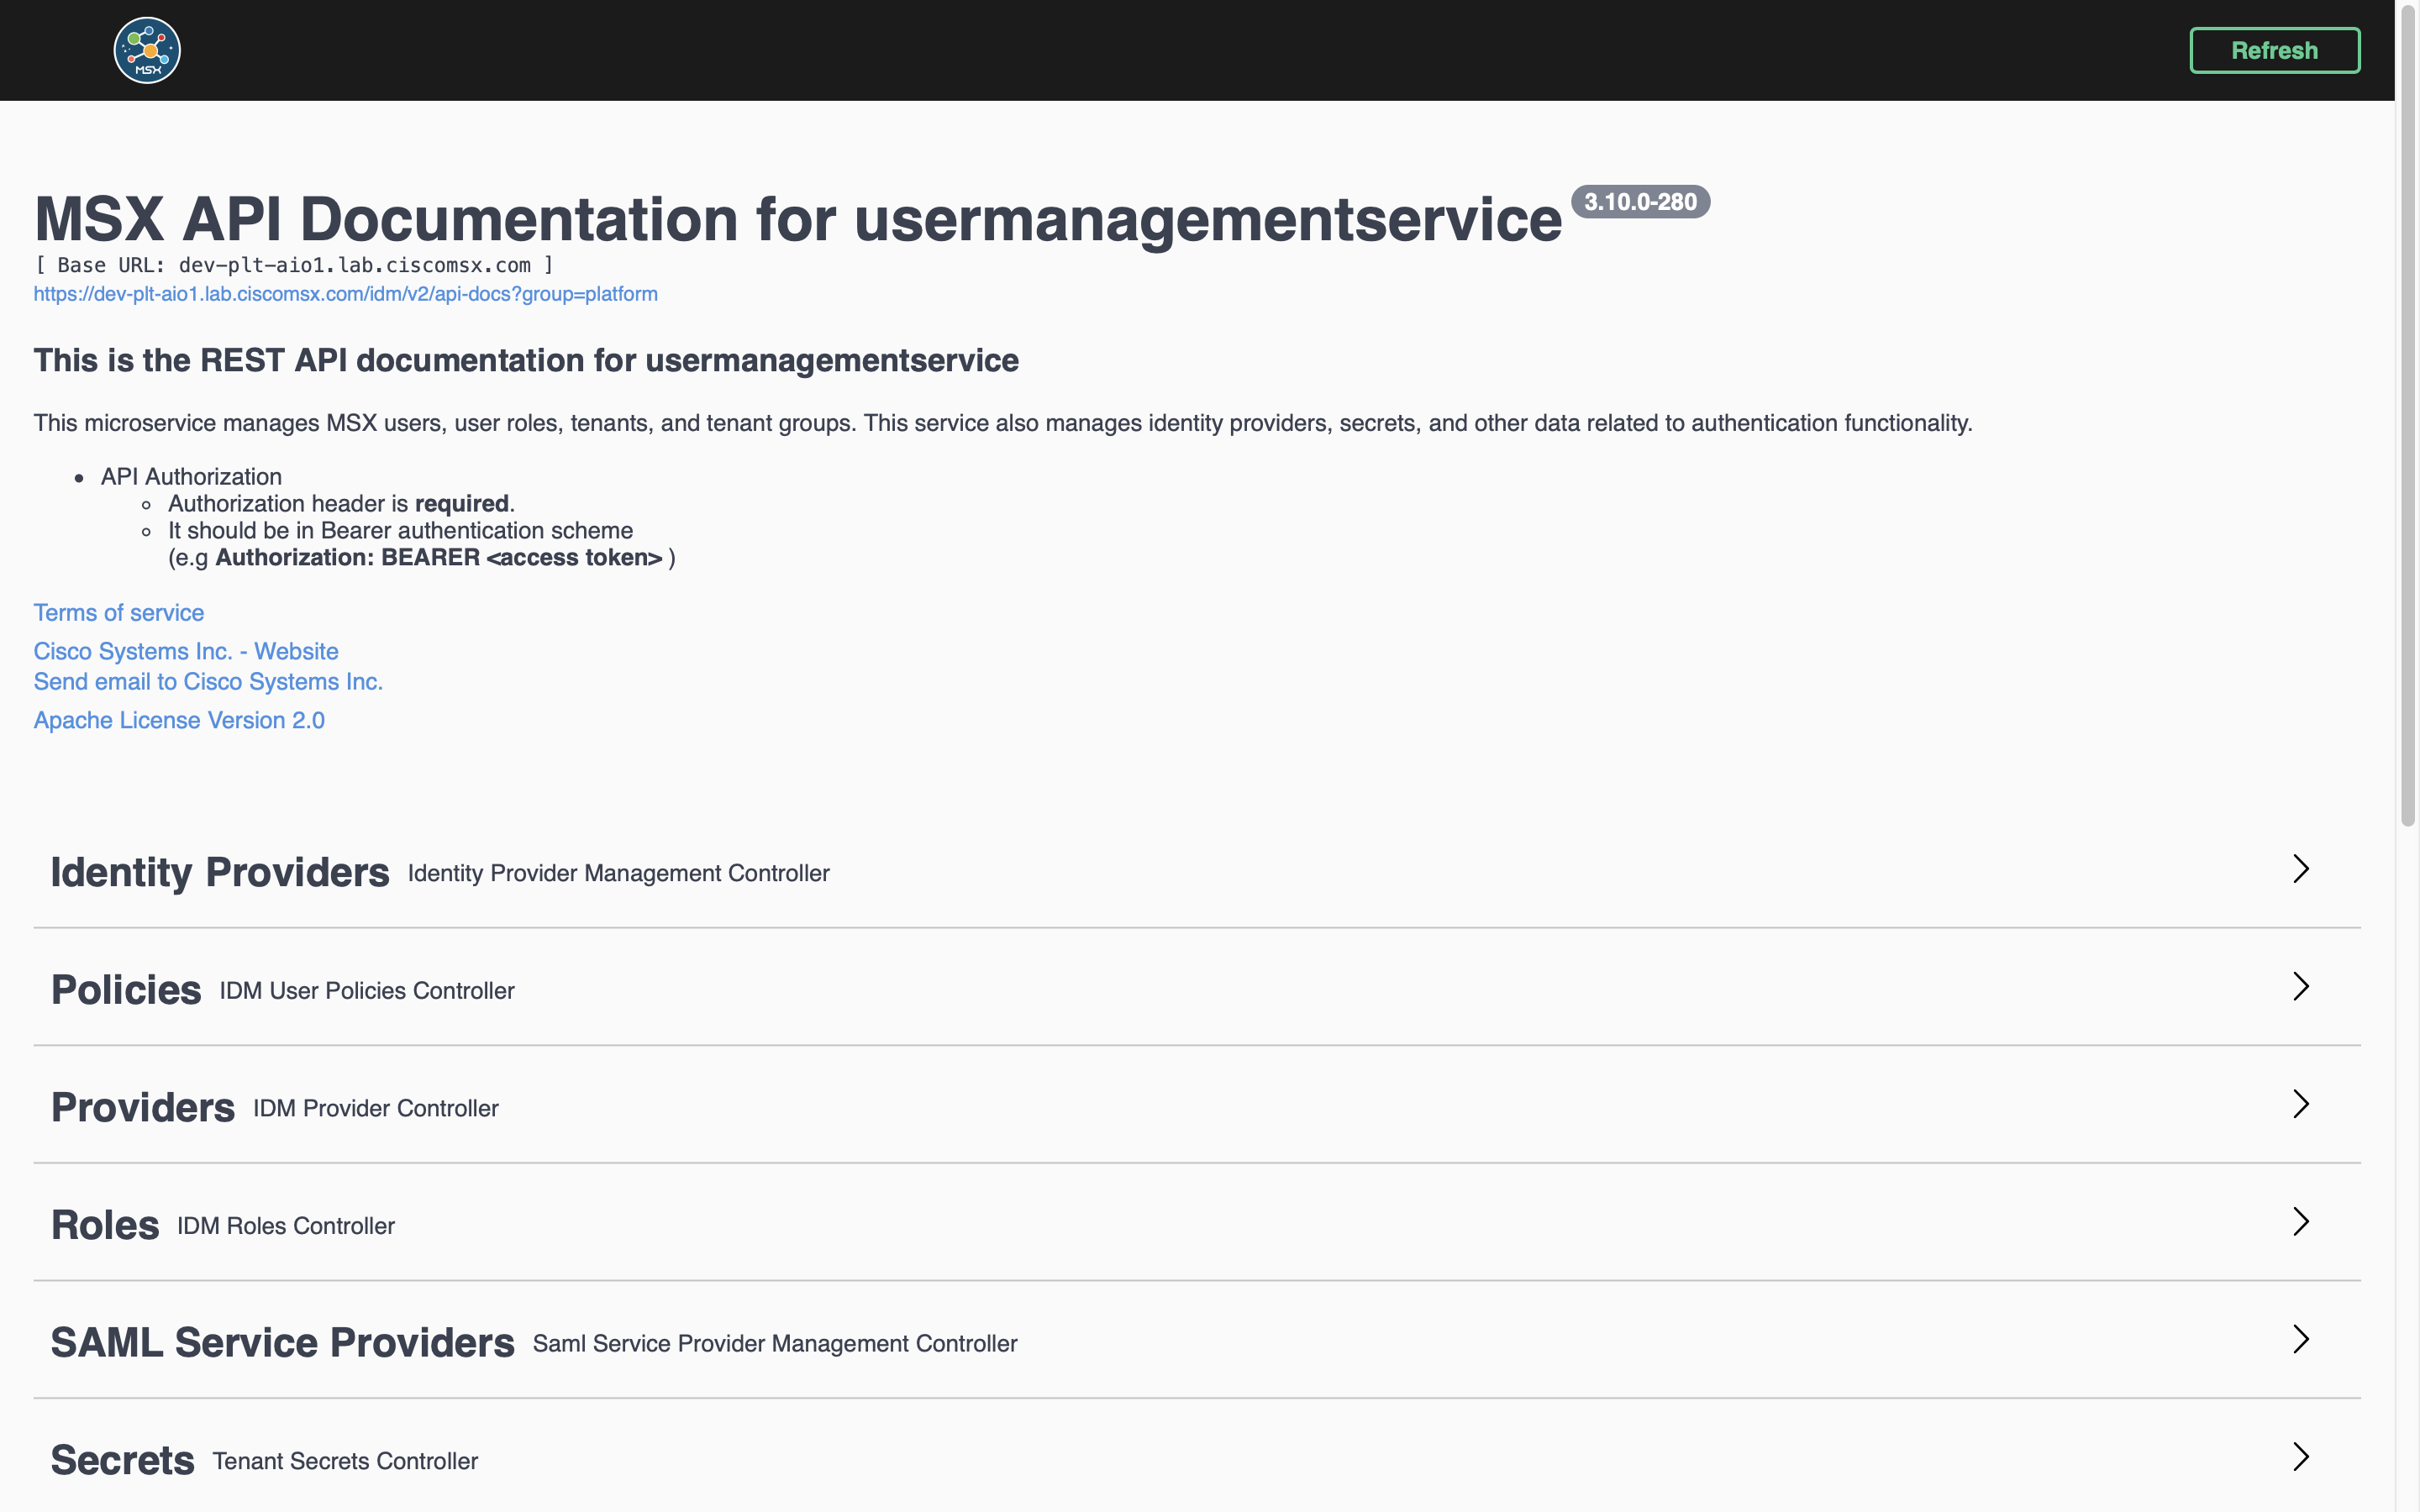 MSX
Refresh
MSX API Documentation for usermanagementservice 3.10.0-280
[ Base URL: dev-plt-aio1.lab.ciscomsx.com ]
https://dev-plt-aio1.lab.ciscomsx.com/idm/v2/api-docs?group=platform
This is the REST API documentation for usermanagementservice
This microservice manages MSX users, user roles, tenants, and tenant groups. This service also manages identity providers, secrets, and other data related to authentication functionality.
API Authorization
Authorization header is required.
It should be in Bearer authentication scheme
(e.g Authorization: BEARER <access token> )
Terms of service
Cisco Systems Inc. - Website
Send email to Cisco Systems Inc.
Apache License Version 2.0
Identity Providers Identity Provider Management Controller
Policies IDM User Policies Controller
Providers IDM Provider Controller
Roles IDM Roles Controller
SAML Service Providers Saml Service Provider Management Controller
Secrets Tenant Secrets Controller